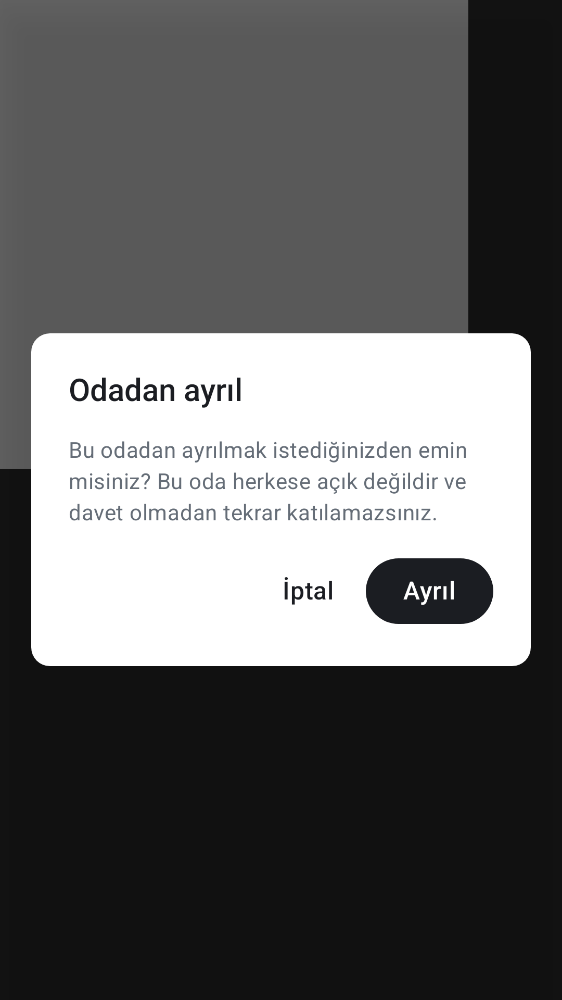 Odadan ayrıl
Bu odadan ayrılmak istediğinizden emin
misiniz? Bu oda herkese açık değildir ve
davet olmadan tekrar katılamazsınız.
İptal
Ayrıl